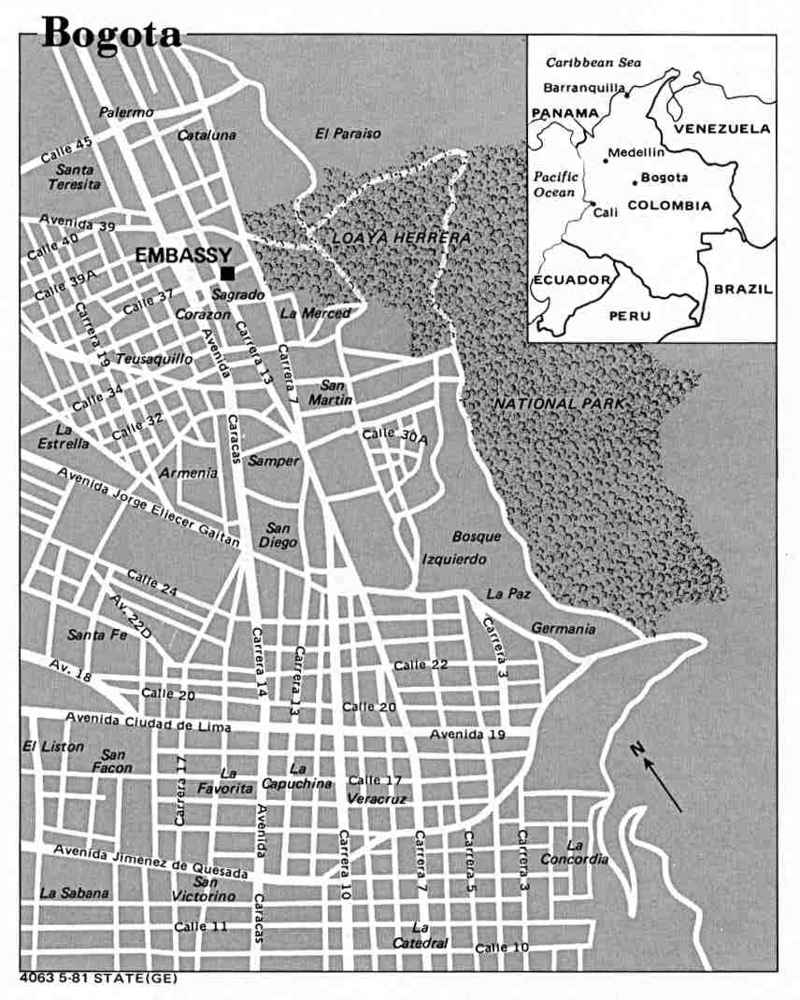 Bogota
Caribbean Sea
Barranquilla
PANAMA
VENEZUELA
Medellin
Bogota
Pacific
Ocean
Cali
COLOMBIA
ECUADOR
BRAZIL
PERU
Palermo
Cataluna
El Paraiso
Calle 45
Santa
Teresita
Avenida 39
Calle 40
LOAYA HERRERA
EMBASSY
Calle 39A
Sagrado
Corazon
Calle 37
La Merced
Carrera 19
Avenida
Caracas
Carrera 13
Carrera 7
Teusaquillo
San
Martin
Calle 34
NATIONAL PARK
Calle 32
La
Estrella
Calle 30A
Armenia
Samper
Avenida Jorge Eliecer Gaitan
San
Diego
Bosque
Izquierdo
Calle 24
La Paz
Av. 22D
Germania
Santa Fe
Carrera 14
Carrera 13
Carrera 3
Calle 22
Av. 18
Calle 20
Calle 20
Avenida Ciudad de Lima
Avenida 19
El Liston
San
Facon
N
Carrera 17
La
Favorita
La
Capuchina
Calle 17
Veracruz
Avenida
Caracas
Carrera 10
Carrera 7
Carrera 5
Carrera 3
La
Concordia
Avenida Jimenez de Quesada
La Sabana
San
Victorino
Calle 11
La
Catedral
Calle 10
4063 5-81 STATE(GE)